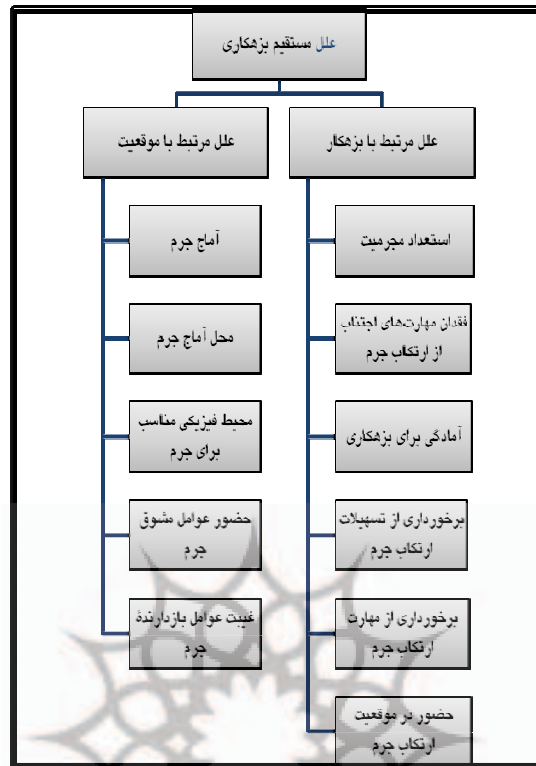 علل مستقیم بزهکاری
علل مرتبط با بزهکار
استعداد مجرمیت
فقدان مهارت‌های اجتناب
از ارتکاب جرم
آمادگی برای بزهکاری
برخورداری از تسهیلات
ارتکاب جرم
برخورداری از مهارت
ارتکاب جرم
حضور در موقعیت
ارتکاب جرم
علل مرتبط با موقعیت
آماج جرم
محل آماج جرم
محیط فیزیکی مناسب
برای جرم
حضور عوامل مشوق
جرم
غیبت عوامل بازدارندۀ
جرم